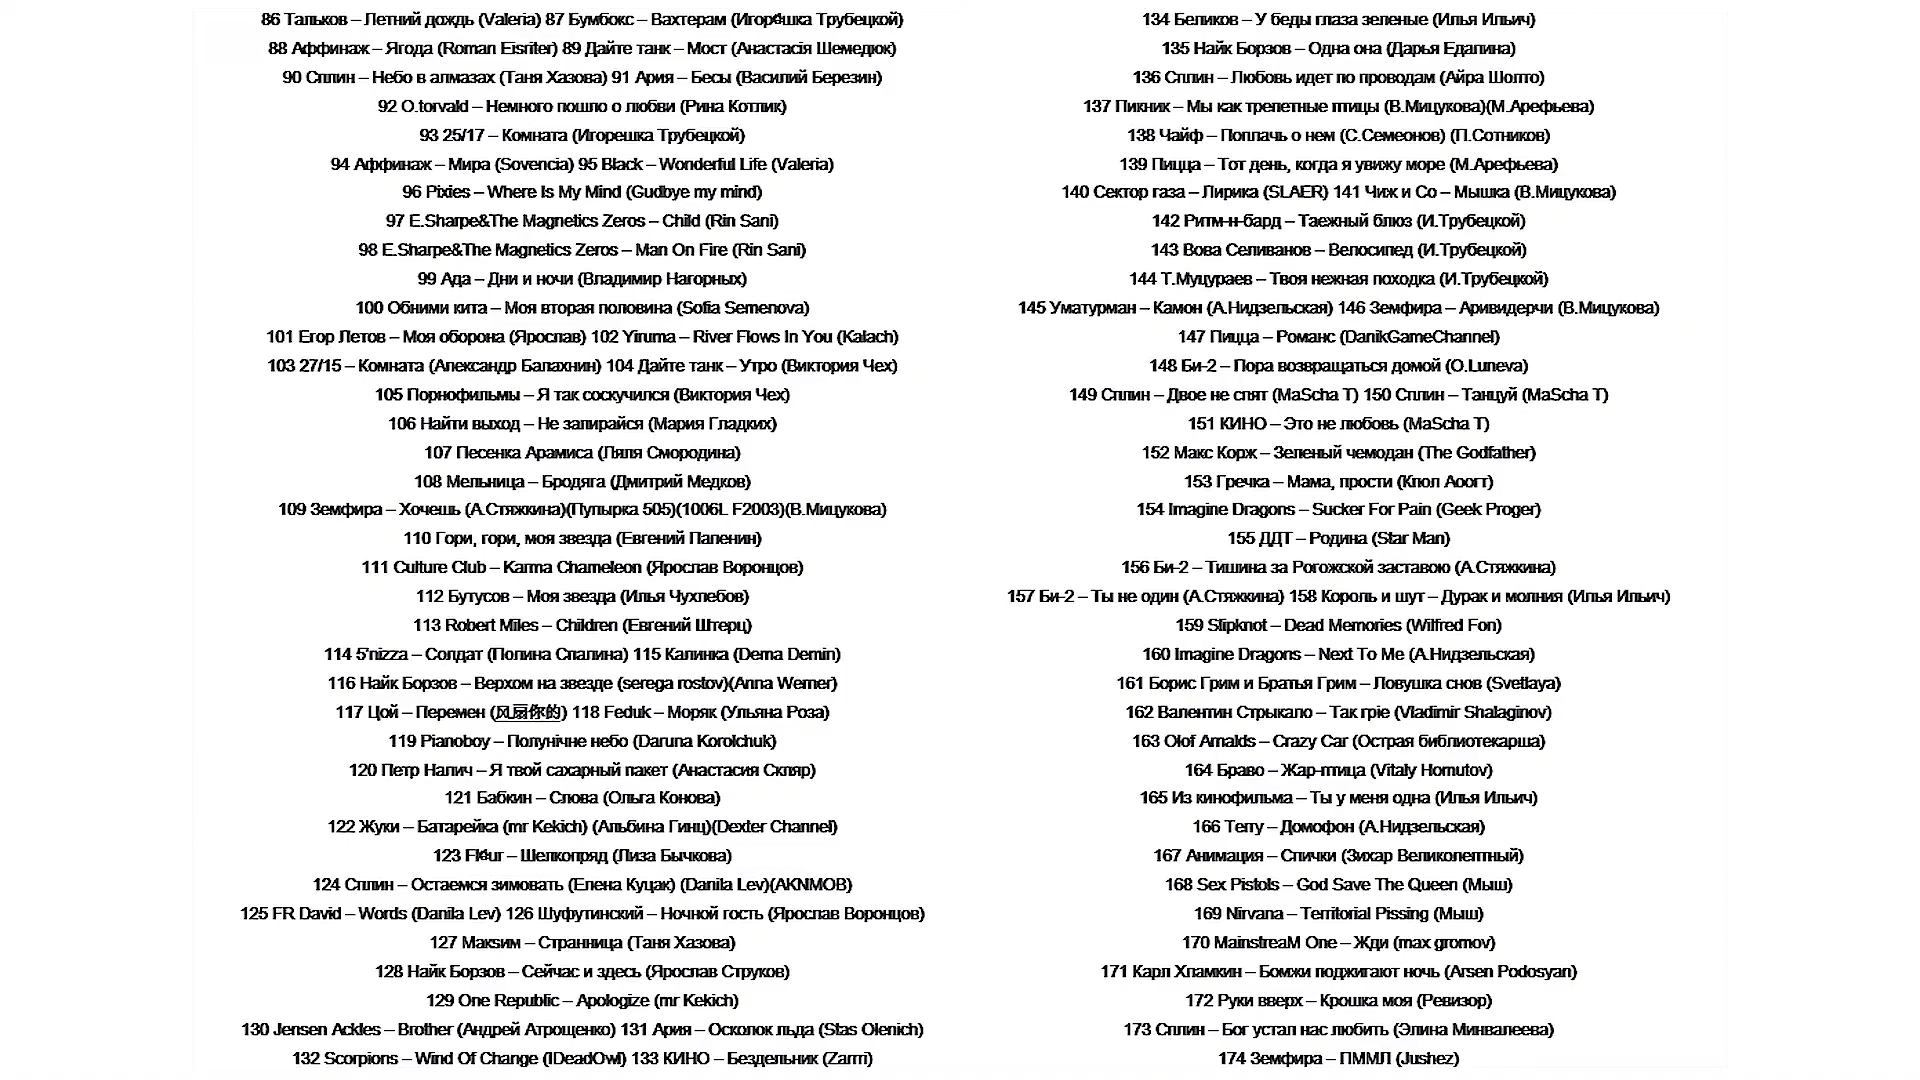 86 Тальков – Летний дождь (Valeria) 87 Бумбокс – Вахтерам (Игорёшка Трубецкой)
88 Аффинаж – Ягода (Roman Eisriter) 89 Дайте танк – Мост (Анастасія Шемедюк)
90 Сплин – Небо в алмазах (Таня Хазова) 91 Ария – Бесы (Василий Березин)
92 O.torvald – Немного пошло о любви (Рина Котлик)
93 25/17 – Комната (Игорешка Трубецкой)
94 Аффинаж – Мира (Sovencia) 95 Black – Wonderful Life (Valeria)
96 Pixies – Where Is My Mind (Gudbye my mind)
97 E.Sharpe&The Magnetics Zeros – Child (Rin Sani)
98 E.Sharpe&The Magnetics Zeros – Man On Fire (Rin Sani)
99 Ада – Дни и ночи (Владимир Нагорных)
100 Обними кита – Моя вторая половина (Sofia Semenova)
101 Егор Летов – Моя оборона (Ярослав) 102 Yiruma – River Flows In You (Kalach)
103 27/15 – Комната (Александр Балахнин) 104 Дайте танк – Утро (Виктория Чех)
105 Порнофильмы – Я так соскучился (Виктория Чех)
106 Найти выход – Не запирайся (Мария Гладких)
107 Песенка Арамиса (Ляля Смородина)
108 Мельница – Бродяга (Дмитрий Медков)
109 Земфира – Хочешь (А.Стяжкина)(Пупырка 505)(1006L F2003)(В.Мицукова)
110 Гори, гори, моя звезда (Евгений Папенин)
111 Culture Club – Karma Chameleon (Ярослав Воронцов)
112 Бутусов – Моя звезда (Илья Чухлебов)
113 Robert Miles – Children (Евгений Штерц)
114 5'nizza – Солдат (Полина Спалина) 115 Калинка (Dema Demin)
116 Найк Борзов – Верхом на звезде (serega rostov)(Anna Werner)
117 Цой – Перемен (风扇你的) 118 Feduk – Моряк (Ульяна Роза)
119 Pianoboy – Полунічне небо (Daruna Korolchuk)
120 Петр Налич – Я твой сахарный пакет (Анастасия Скляр)
121 Бабкин – Слова (Ольга Конова)
122 Жуки – Батарейка (mr Kekich) (Альбина Гинц)(Dexter Channel)
123 Flёur – Шелкопряд (Лиза Бычкова)
124 Сплин – Остаемся зимовать (Елена Куцак) (Danila Lev)(AKNMOB)
125 FR David – Words (Danila Lev) 126 Шуфутинский – Ночной гость (Ярослав Воронцов)
127 Максим – Странница (Таня Хазова)
128 Найк Борзов – Сейчас и здесь (Ярослав Струков)
129 One Republic – Apologize (mr Kekich)
130 Jensen Ackles – Brother (Андрей Атрощенко) 131 Ария – Осколок льда (Stas Olenich)
132 Scorpions – Wind Of Change (IDeadOwl) 133 КИНО – Бездельник (Zarrri)
134 Беликов – У беды глаза зеленые (Илья Ильич)
135 Найк Борзов – Одна она (Дарья Едапина)
136 Сплин – Любовь идет по проводам (Айра Шолто)
137 Пикник – Мы как трепетные птицы (В.Мицукова)(М.Арефьева)
138 Чайф – Поплачь о нем (С.Семеонов) (П.Сотников)
139 Пицца – Тот день, когда я увижу море (М.Арефьева)
140 Сектор газа – Лирика (SLAER) 141 Чиж и Со – Мышка (В.Мицукова)
142 Ритм-н-бард – Таежный блюз (И.Трубецкой)
143 Вова Селиванов – Велосипед (И.Трубецкой)
144 Т.Муцураев – Твоя нежная походка (И.Трубецкой)
145 Уматурман – Камон (А.Нидзельская) 146 Земфира – Аривидерчи (В.Мицукова)
147 Пицца – Романс (DanikGameChannel)
148 Би-2 – Пора возвращаться домой (O.Luneva)
149 Сплин – Двое не спят (MaScha T) 150 Сплин – Танцуй (MaScha T)
151 КИНО – Это не любовь (MaScha T)
152 Макс Корж – Зеленый чемодан (The Godfather)
153 Гречка – Мама, прости (Кпол Аоогт)
154 Imagine Dragons – Sucker For Pain (Geek Proger)
155 ДДТ – Родина (Star Man)
156 Би-2 – Тишина за Рогожской заставою (А.Стяжкина)
157 Би-2 – Ты не один (А.Стяжкина) 158 Король и шут – Дурак и молния (Илья Ильич)
159 Slipknot – Dead Memories (Wilfred Fon)
160 Imagine Dragons – Next To Me (А.Нидзельская)
161 Борис Грим и Братья Грим – Ловушка снов (Svetlaya)
162 Валентин Стрыкало – Так гріе (Vladimir Shalaginov)
163 Olof Arnalds – Crazy Car (Острая библиотекарша)
164 Браво – Жар-птица (Vitaly Homutov)
165 Из кинофильма – Ты у меня одна (Илья Ильич)
166 Теппу – Домофон (А.Нидзельская)
167 Анимация – Спички (Зихар Великолепный)
168 Sex Pistols – God Save The Queen (Мыш)
169 Nirvana – Territorial Pissing (Мыш)
170 MainstreaM One – Жди (max gromov)
171 Карл Хламкин – Бомжи поджигают ночь (Arsen Podosyan)
172 Руки вверх – Крошка моя (Ревизор)
173 Сплин – Бог устал нас любить (Элина Минвалеева)
174 Земфира – ПММЛ (Jushez)